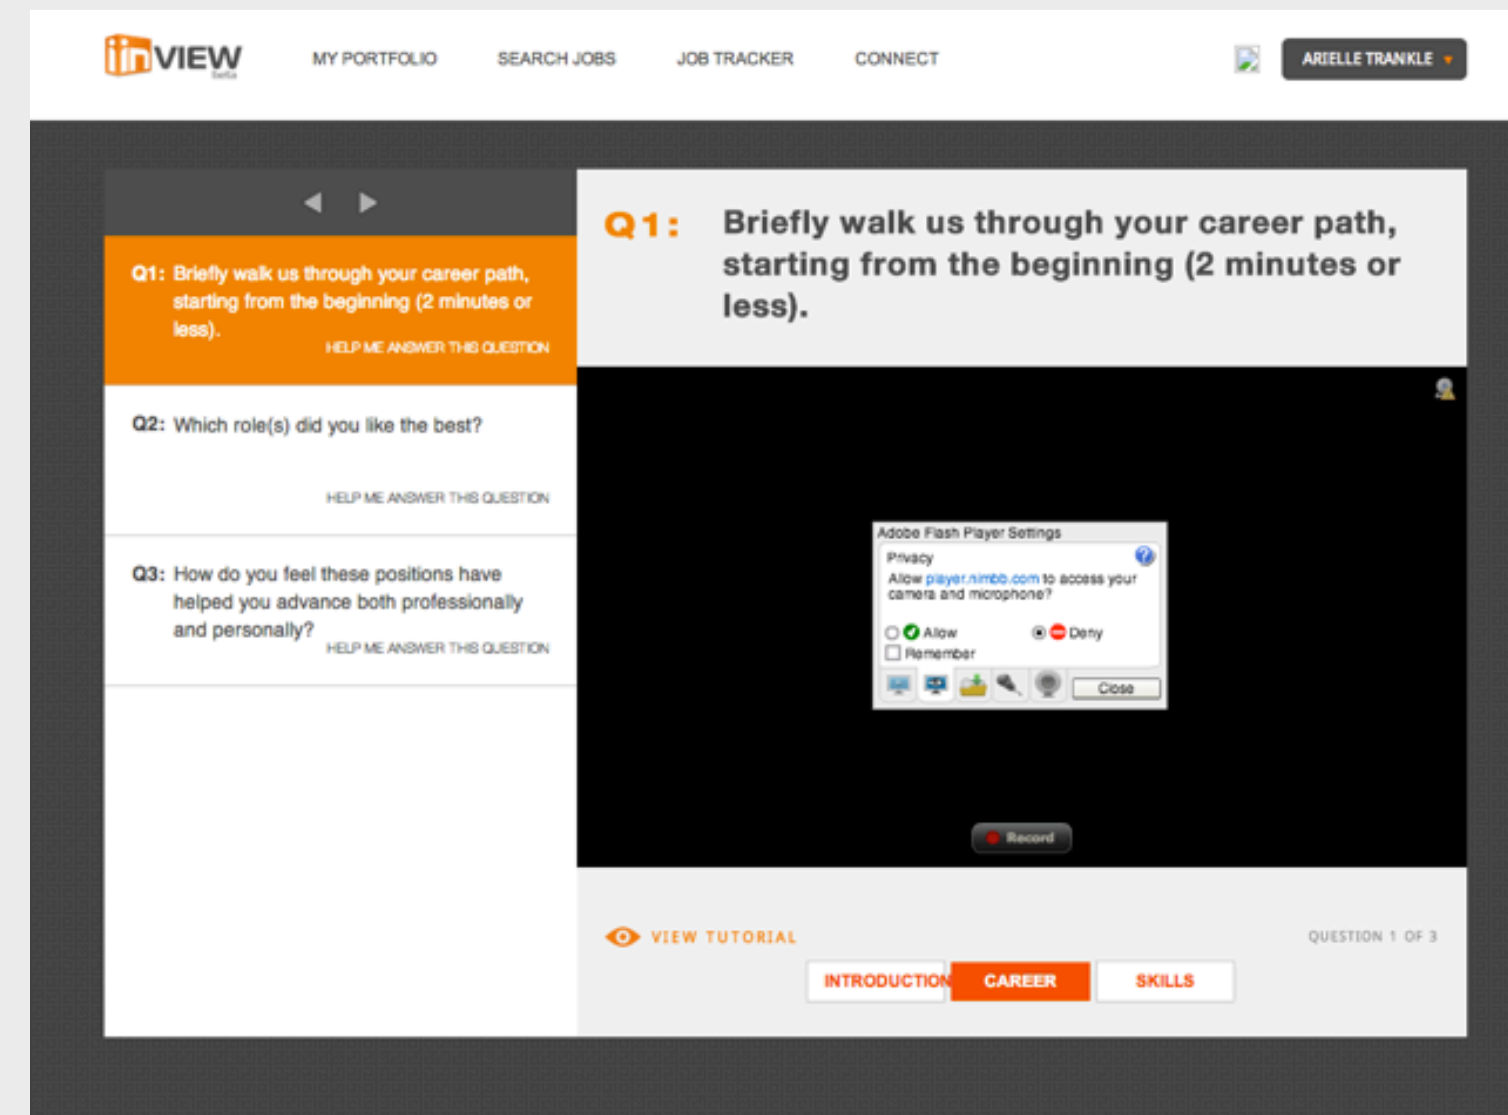 iinVIEW
beta
MY PORTFOLIO
SEARCH JOBS
JOB TRACKER
CONNECT
ARIELLE TRANKLE
Q1: Briefly walk us through your career path,
starting from the beginning (2 minutes or
less).
HELP ME ANSWER THIS QUESTION
Q2: Which role(s) did you like the best?
HELP ME ANSWER THIS QUESTION
Q3: How do you feel these positions have
helped you advance both professionally
and personally?
HELP ME ANSWER THIS QUESTION
Q1: Briefly walk us through your career path,
starting from the beginning (2 minutes or
less).
Adobe Flash Player Settings
Privacy
Allow player.nimbb.com to access your
camera and microphone?
Allow
Deny
Remember
Close
Record
VIEW TUTORIAL
QUESTION 1 OF 3
INTRODUCTION
CAREER
SKILLS